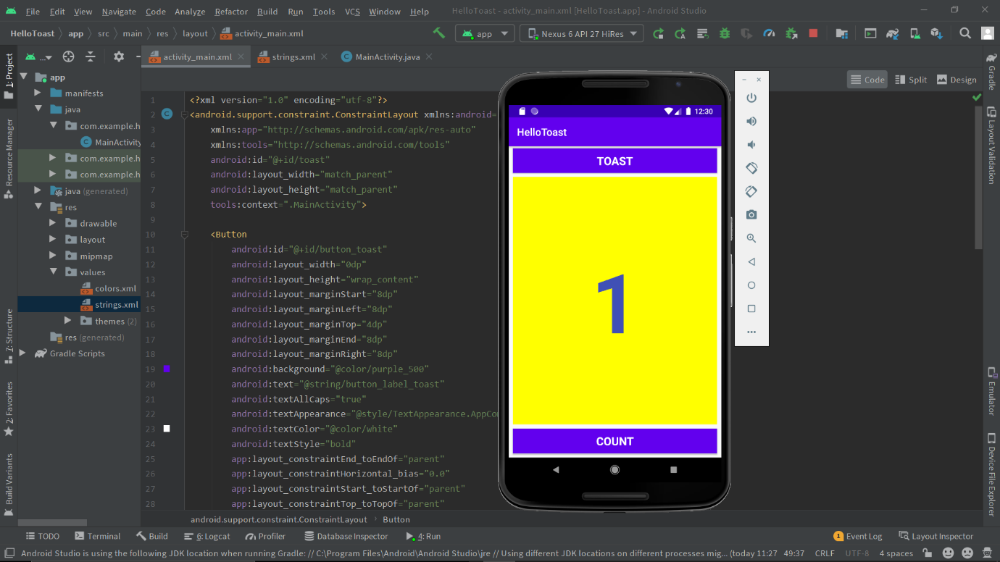 File Edit View Navigate Code Analyze Refactor Build Run Tools VCS Window Help HelloToast - activity_main.xml [HelloToast.app] - Android Studio
HelloToast app src main res layout activity_main.xml app Nexus 6 API 27 HiRes
... activity_main.xml strings.xml MainActivity.java
Code Split Design
1: Project
Resource Manager
7: Structure
2: Favorites
Build Variants
app
manifests
java
com.example.h
MainActivity
com.example.h
com.example.h
java (generated)
res
drawable
layout
mipmap
values
colors.xml
strings.xml
themes (2)
res (generated)
Gradle Scripts
1 <?xml version="1.0" encoding="utf-8"?>
2 <android.support.constraint.ConstraintLayout xmlns:android=
3 xmlns:app="http://schemas.android.com/apk/res-auto"
4 xmlns:tools="http://schemas.android.com/tools"
5 android:id="@+id/toast"
6 android:layout_width="match_parent"
7 android:layout_height="match_parent"
8 tools:context=".MainActivity">
9
10 <Button
11 android:id="@+id/button_toast"
12 android:layout_width="0dp"
13 android:layout_height="wrap_content"
14 android:layout_marginStart="8dp"
15 android:layout_marginLeft="8dp"
16 android:layout_marginTop="4dp"
17 android:layout_marginEnd="8dp"
18 android:layout_marginRight="8dp"
19 android:background="@color/purple_500"
20 android:text="@string/button_label_toast"
21 android:textAllCaps="true"
22 android:textAppearance="@style/TextAppearance.AppCo
23 android:textColor="@color/white"
24 android:textStyle="bold"
25 app:layout_constraintEnd_toEndOf="parent"
26 app:layout_constraintHorizontal_bias="0.0"
27 app:layout_constraintStart_toStartOf="parent"
28 app:layout_constraintTop_toTopOf="parent"
12:30
HelloToast
TOAST
1
COUNT
Gradle
Layout Validation
Emulator
Device File Explorer
android.support.constraint.ConstraintLayout Button
TODO Terminal Build 6: Logcat Profiler Database Inspector 4: Run 1 Event Log Layout Inspector
Android Studio is using the following JDK location when running Gradle: // C:\Program Files\Android\Android Studio\jre // Using different JDK locations on different processes mig... (today 11:27 49:37 CRLF UTF-8 4 spaces